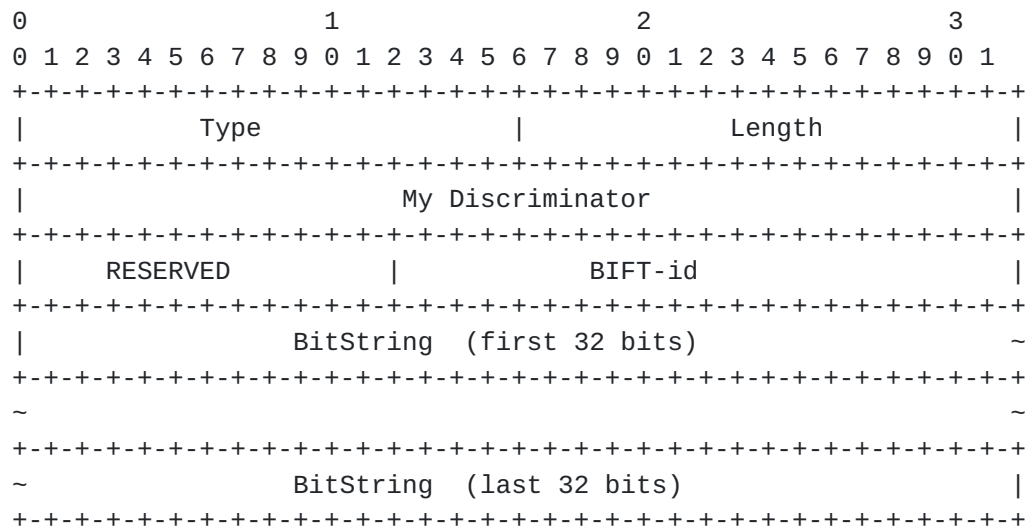 0                   1                   2                   3
0 1 2 3 4 5 6 7 8 9 0 1 2 3 4 5 6 7 8 9 0 1 2 3 4 5 6 7 8 9 0 1
+-+-+-+-+-+-+-+-+-+-+-+-+-+-+-+-+-+-+-+-+-+-+-+-+-+-+-+-+-+-+-+-+
|           Type                |             Length            |
+-+-+-+-+-+-+-+-+-+-+-+-+-+-+-+-+-+-+-+-+-+-+-+-+-+-+-+-+-+-+-+-+
|                        My Discriminator                       |
+-+-+-+-+-+-+-+-+-+-+-+-+-+-+-+-+-+-+-+-+-+-+-+-+-+-+-+-+-+-+-+-+
|     RESERVED          |            BIFT-id                    |
+-+-+-+-+-+-+-+-+-+-+-+-+-+-+-+-+-+-+-+-+-+-+-+-+-+-+-+-+-+-+-+-+
|                 BitString  (first 32 bits)                    ~
+-+-+-+-+-+-+-+-+-+-+-+-+-+-+-+-+-+-+-+-+-+-+-+-+-+-+-+-+-+-+-+-+
~                                                               ~
+-+-+-+-+-+-+-+-+-+-+-+-+-+-+-+-+-+-+-+-+-+-+-+-+-+-+-+-+-+-+-+-+
~                 BitString  (last 32 bits)                     |
+-+-+-+-+-+-+-+-+-+-+-+-+-+-+-+-+-+-+-+-+-+-+-+-+-+-+-+-+-+-+-+-+